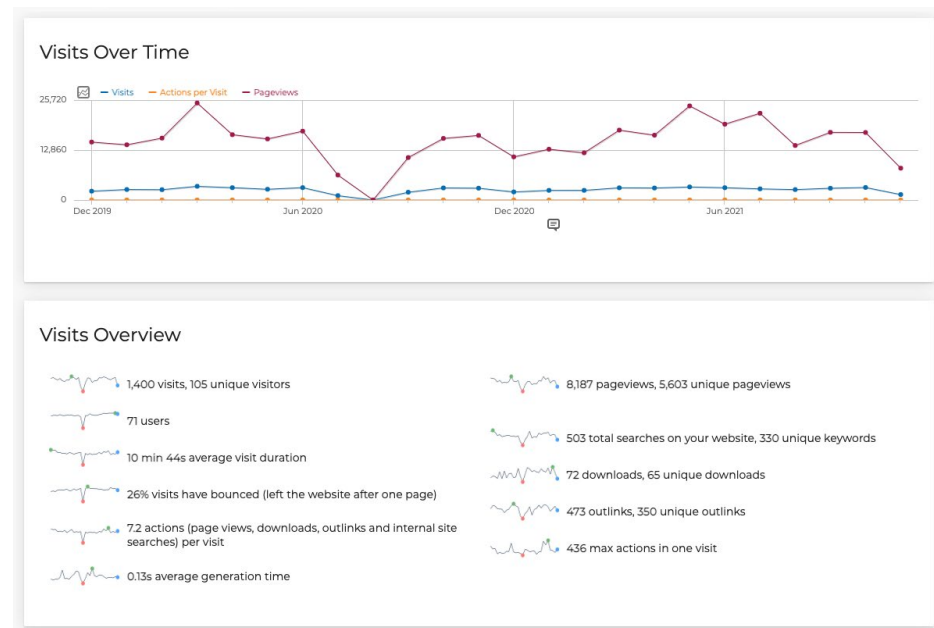 Visits Over Time
Visits Actions per Visit Pageviews
25,720
12,860
0
Dec 2019 Jun 2020 Dec 2020 Jun 2021
Visits Overview
1,400 visits, 105 unique visitors
71 users
10 min 44s average visit duration
26% visits have bounced (left the website after one page)
7.2 actions (page views, downloads, outlinks and internal site
searches) per visit
0.13s average generation time
8,187 pageviews, 5,603 unique pageviews
503 total searches on your website, 330 unique keywords
72 downloads, 65 unique downloads
473 outlinks, 350 unique outlinks
436 max actions in one visit